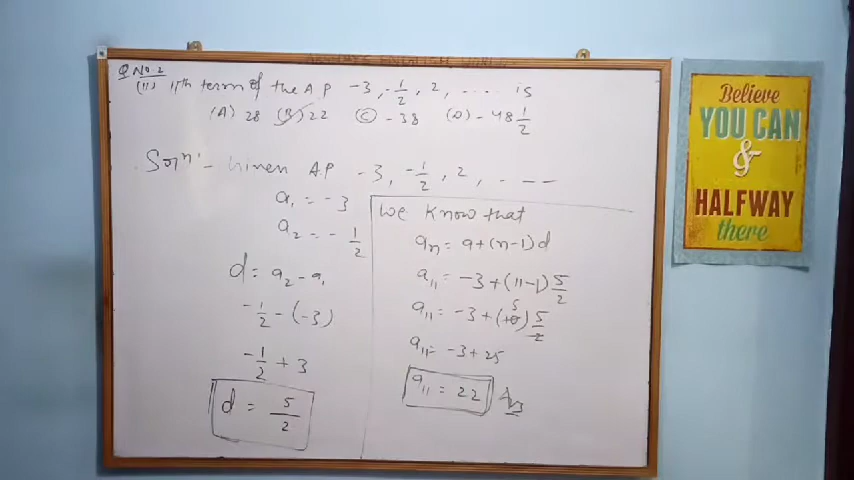 Q No. 2
(ii) 11th term of the AP -3, -1/2, 2, .... is
(A) 28 (B) 22 (C) -38 (D) -48 1/2
Solⁿ:- Given AP -3, -1/2, 2, - - -
a₁ = -3
a₂ = -1/2
d = a₂ - a₁
-1/2 - (-3)
-1/2 + 3
d = 5/2
We know that
aₙ = a+(n-1)d
a₁₁ = -3+(11-1) 5/2
a₁₁ = -3+(10) 5/2
5
a₁₁ = -3+25
a₁₁ = 22 Ans
Believe
YOU CAN
&
HALFWAY
there